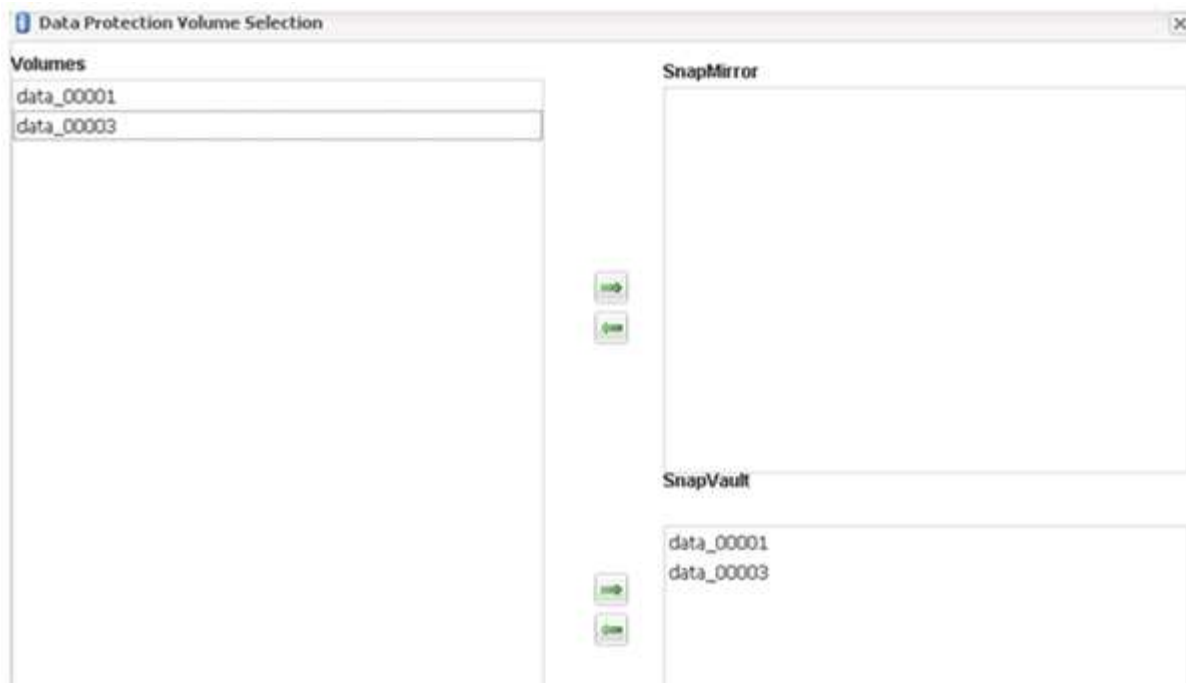 Data Protection Volume Selection
Volumes
data_00001
data_00003
SnapMirror
SnapVault
data_00001
data_00003